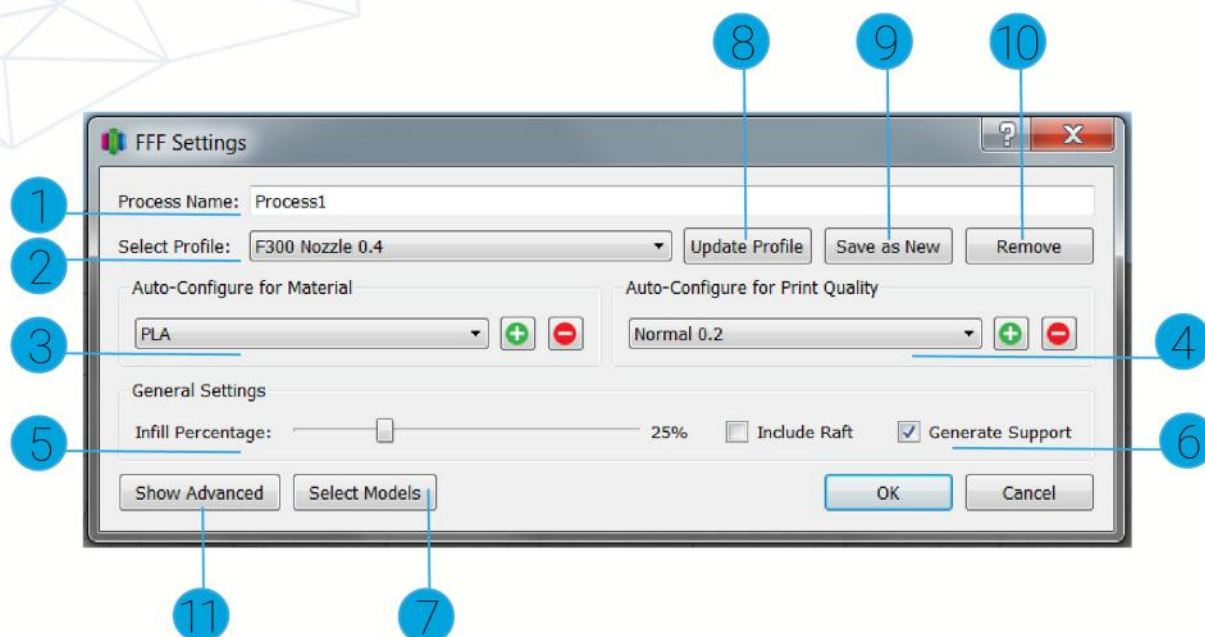 8 9 10
FFF Settings
1 Process Name: Process1
2 Select Profile: F300 Nozzle 0.4 Update Profile Save as New Remove
Auto-Configure for Material Auto-Configure for Print Quality
3 PLA Normal 0.2 4
General Settings
5 Infill Percentage: 25% Include Raft Generate Support 6
Show Advanced Select Models OK Cancel
11 7